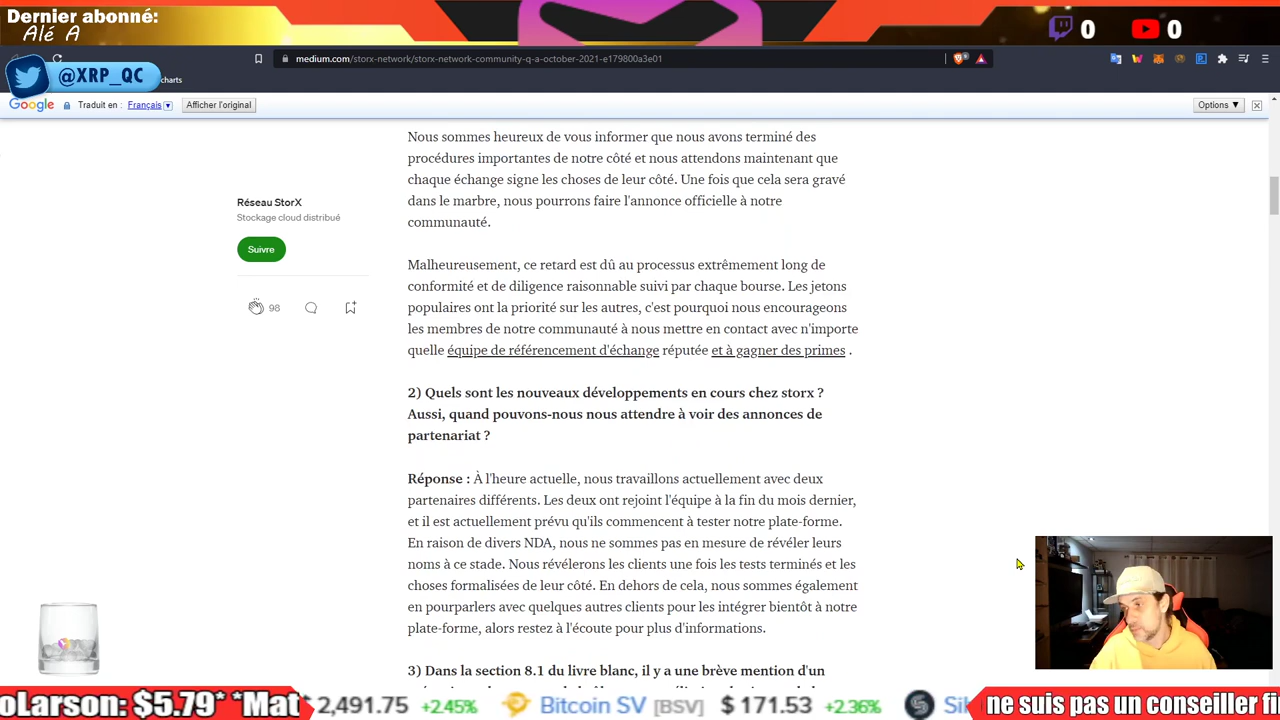 Dernier abonné:
Alé A
0
0
medium.com/storx-network/storx-network-community-q-a-october-2021-e179800a3e01
@XRP_QC
charts
Google
Traduit en :
Français
Afficher l'original
Options ▼
Nous sommes heureux de vous informer que nous avons terminé des
procédures importantes de notre côté et nous attendons maintenant que
chaque échange signe les choses de leur côté. Une fois que cela sera gravé
dans le marbre, nous pourrons faire l'annonce officielle à notre
communauté.
Réseau StorX
Stockage cloud distribué
Suivre
98
Malheureusement, ce retard est dû au processus extrêmement long de
conformité et de diligence raisonnable suivi par chaque bourse. Les jetons
populaires ont la priorité sur les autres, c'est pourquoi nous encourageons
les membres de notre communauté à nous mettre en contact avec n'importe
quelle équipe de référencement d'échange réputée et à gagner des primes .
2) Quels sont les nouveaux développements en cours chez storx ?
Aussi, quand pouvons-nous nous attendre à voir des annonces de
partenariat ?
Réponse : À l'heure actuelle, nous travaillons actuellement avec deux
partenaires différents. Les deux ont rejoint l'équipe à la fin du mois dernier,
et il est actuellement prévu qu'ils commencent à tester notre plate-forme.
En raison de divers NDA, nous ne sommes pas en mesure de révéler leurs
noms à ce stade. Nous révélerons les clients une fois les tests terminés et les
choses formalisées de leur côté. En dehors de cela, nous sommes également
en pourparlers avec quelques autres clients pour les intégrer bientôt à notre
plate-forme, alors restez à l'écoute pour plus d'informations.
3) Dans la section 8.1 du livre blanc, il y a une brève mention d'un
oLarson: $5.79* *Mat
2,491.75 +2.45% Bitcoin SV [BSV] $ 171.53 +2.36%
ne suis pas un conseiller fi